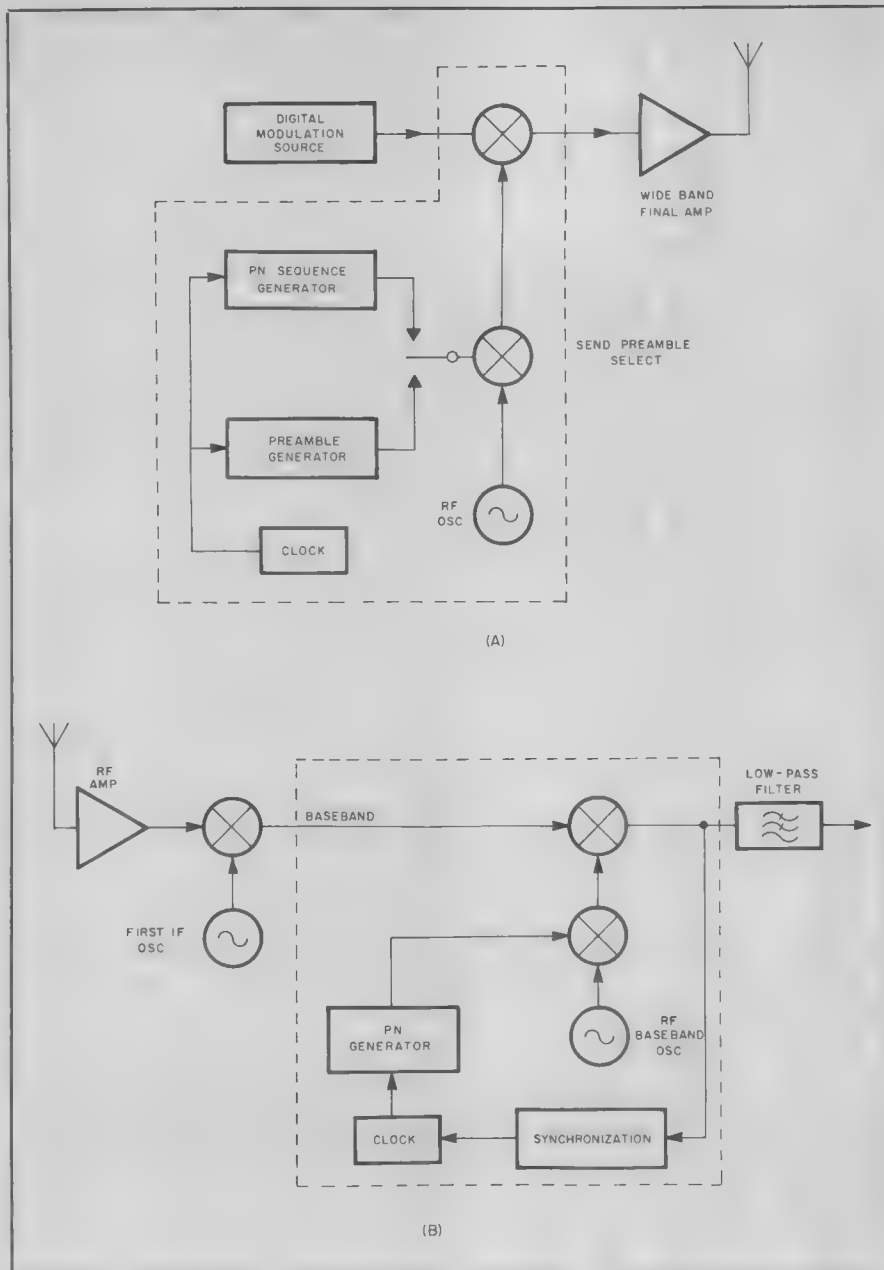 DIGITAL
MODULATION
SOURCE
WIDE BAND
FINAL AMP
PN SEQUENCE
GENERATOR
SEND PREAMBLE
SELECT
PREAMBLE
GENERATOR
RF
OSC
CLOCK
(A)
RF
AMP
LOW-PASS
FILTER
BASEBAND
FIRST IF
OSC
PN
GENERATOR
RF
BASEBAND
OSC
CLOCK
SYNCHRONIZATION
(B)